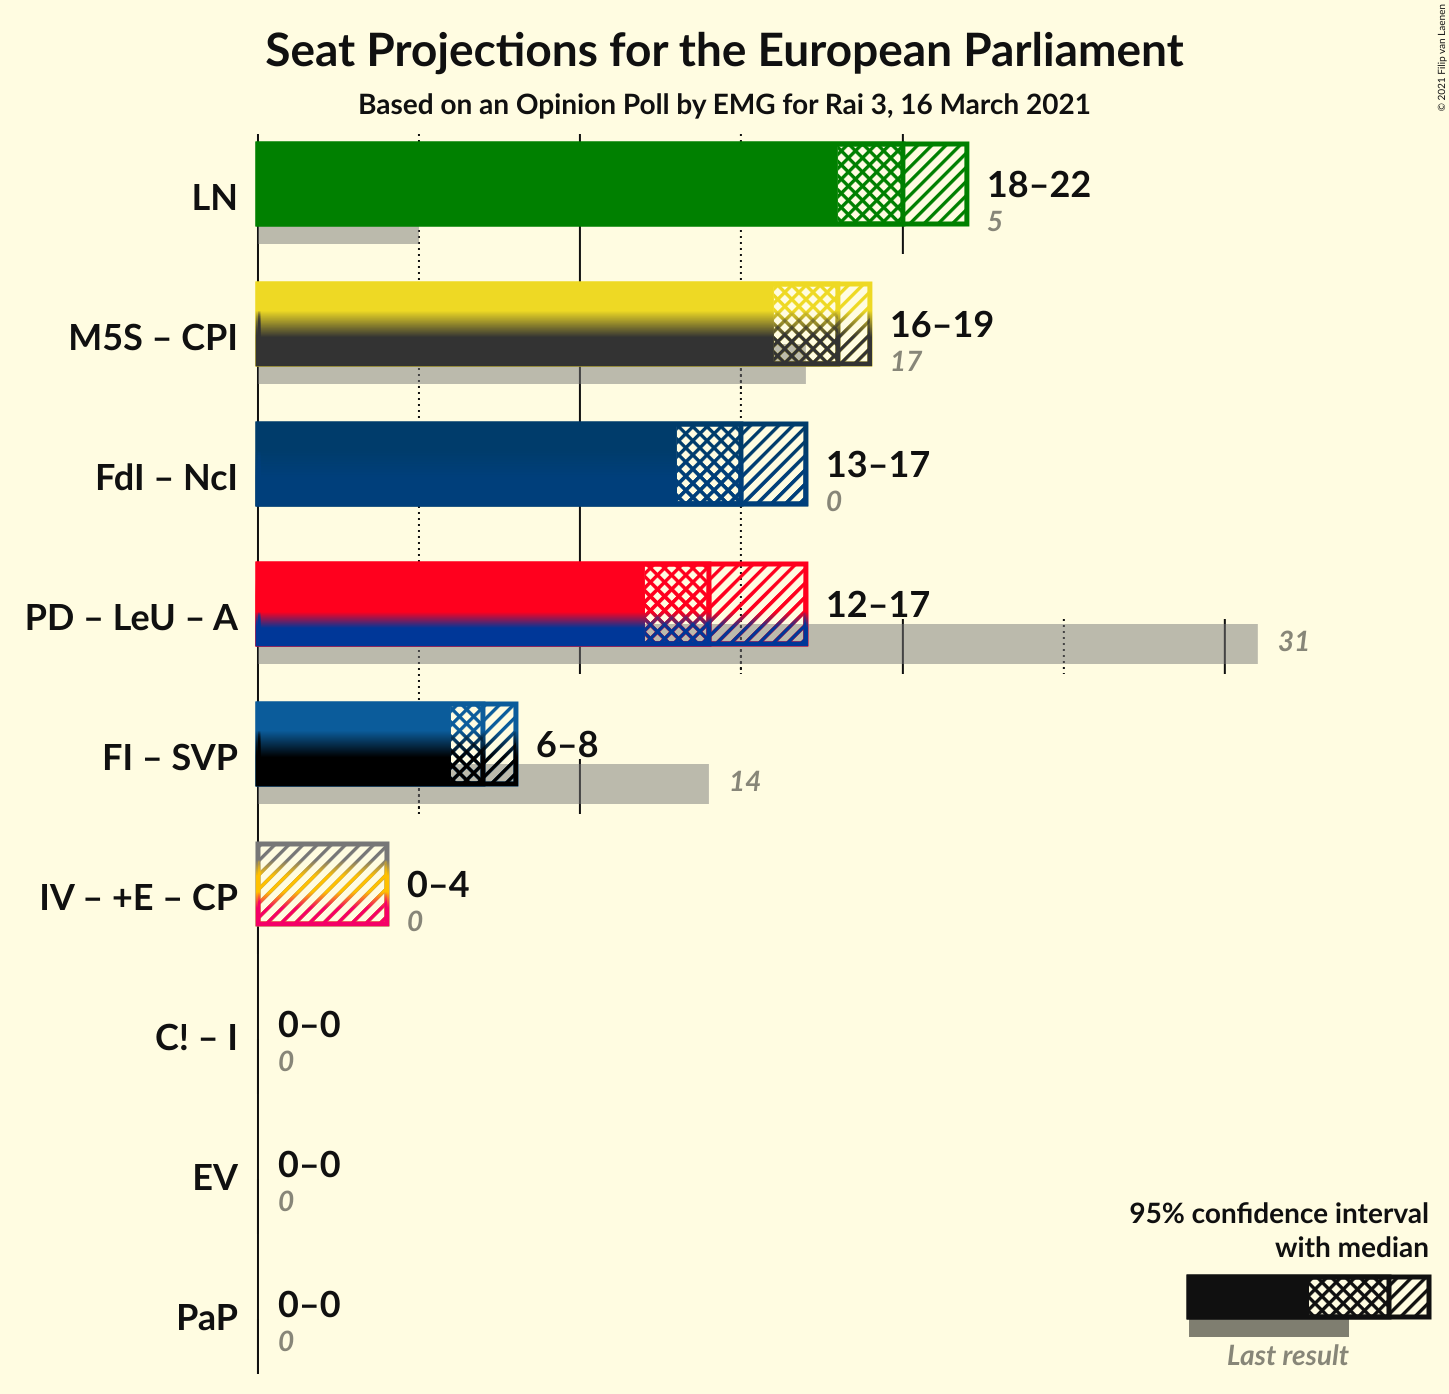 Seat Projections for the European Parliament
Based on an Opinion Poll by EMG for Rai 3, 16 March 2021
© 2021 Filip van Laenen
LN
18–22
5
M5S – CPI
16–19
17
FdI – NcI
13–17
0
PD – LeU – A
12–17
31
FI – SVP
6–8
14
IV – +E – CP
0–4
0
C! – I
0–0
0
EV
0–0
0
PaP
0–0
0
95% confidence interval
with median
Last result